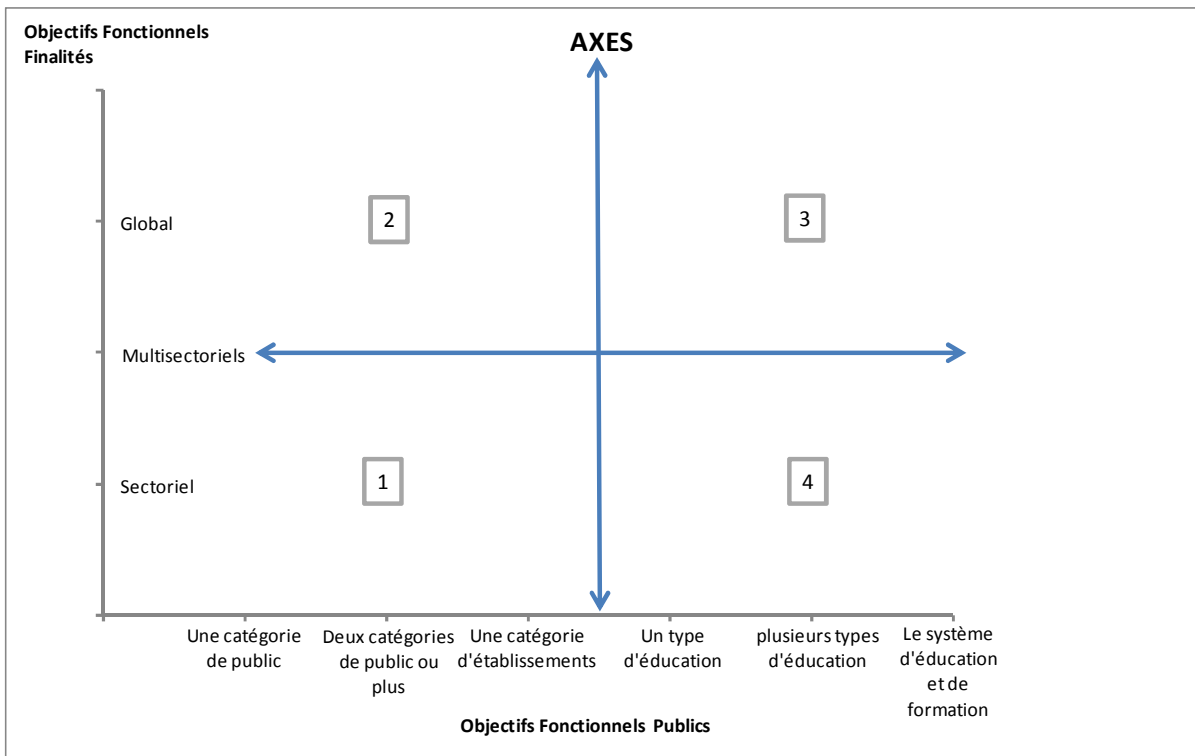 Objectifs Fonctionnels
Finalités
AXES
Global
2
3
Multisectoriels
Sectoriel
1
4
Une catégorie
de public
Deux catégories
de public ou
plus
Une catégorie
d'établissements
Un type
d'éducation
plusieurs types
d'éducation
Le système
d'éducation
et de
formation
Objectifs Fonctionnels Publics